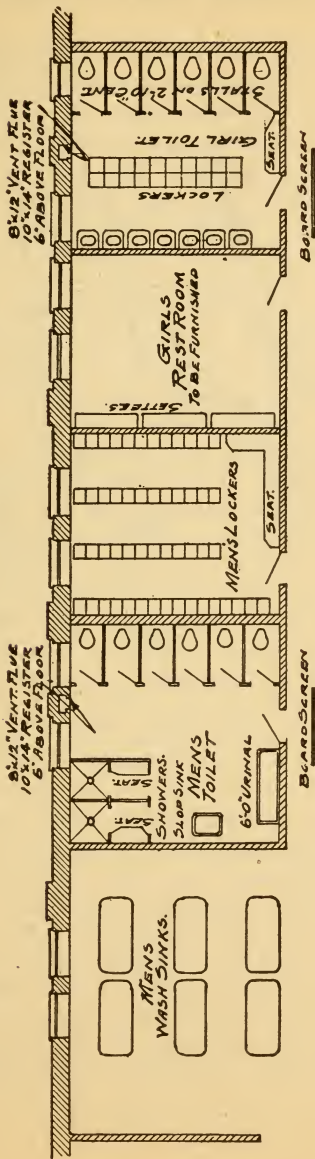 8"x12" VENT. FLUE
10"x14" REGISTER
6" ABOVE FLOOR
8"x12" VENT FLUE
10"x14" REGISTER
6" ABOVE FLOOR
MENS
WASH SINKS.
SEAT.
SEAT.
SHOWERS.
SLOP SINK
MENS
TOILET
6'-0" URINAL
MENS LOCKERS
SEAT.
SETTEES
GIRLS
REST ROOM
TO BE FURNISHED
LOCKERS
GIRL TOILET
STALLS ON 2'-10" CENT.
SEAT.
BOARD SCREEN
BOARD SCREEN